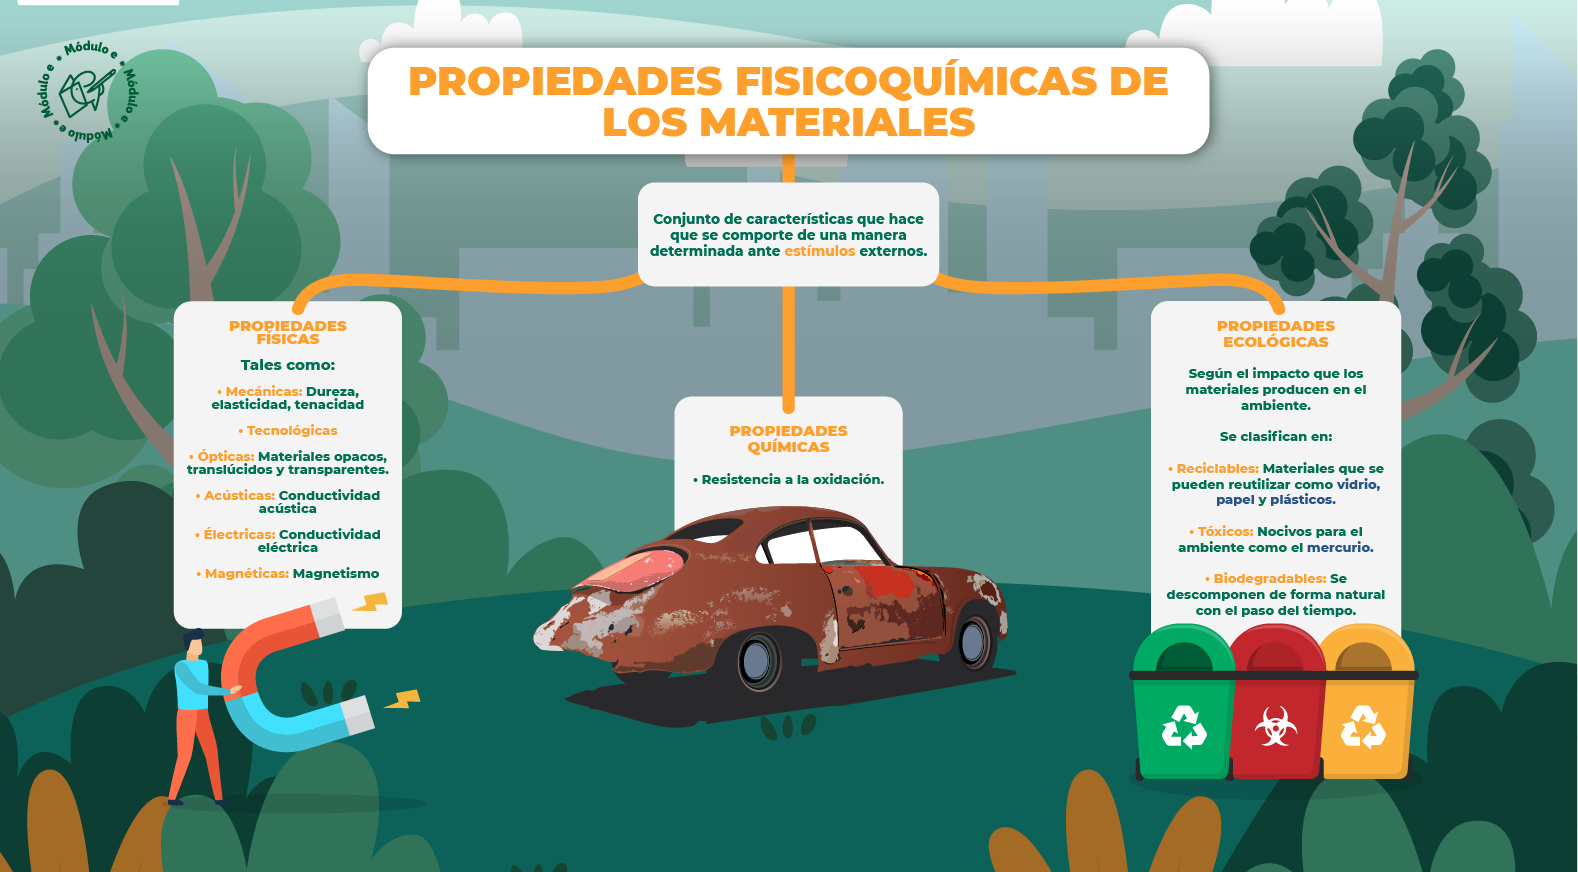 Módulo e * Módulo e * Módulo e * Módulo e *
PROPIEDADES FISICOQUÍMICAS DE
LOS MATERIALES
Conjunto de características que hace
que se comporte de una manera
determinada ante estímulos externos.
PROPIEDADES
FÍSICAS
Tales como:
• Mecánicas: Dureza,
elasticidad, tenacidad
• Tecnológicas
• Ópticas: Materiales opacos,
translúcidos y transparentes.
• Acústicas: Conductividad
acústica
• Électricas: Conductividad
eléctrica
• Magnéticas: Magnetismo
PROPIEDADES
QUÍMICAS
• Resistencia a la oxidación.
PROPIEDADES
ECOLÓGICAS
Según el impacto que los
materiales producen en el
ambiente.
Se clasifican en:
• Reciclables: Materiales que se
pueden reutilizar como vidrio,
papel y plásticos.
• Tóxicos: Nocivos para el
ambiente como el mercurio.
• Biodegradables: Se
descomponen de forma natural
con el paso del tiempo.